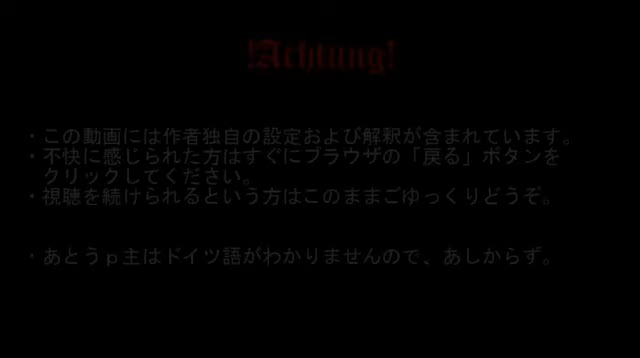 !Achtung!
・この動画には作者独自の設定および解釈が含まれています。
・不快に感じられた方はすぐにブラウザの「戻る」ボタンを
クリックしてください。
・視聴を続けられるという方はこのままごゆっくりどうぞ。
・あとうｐ主はドイツ語がわかりませんので、あしからず。